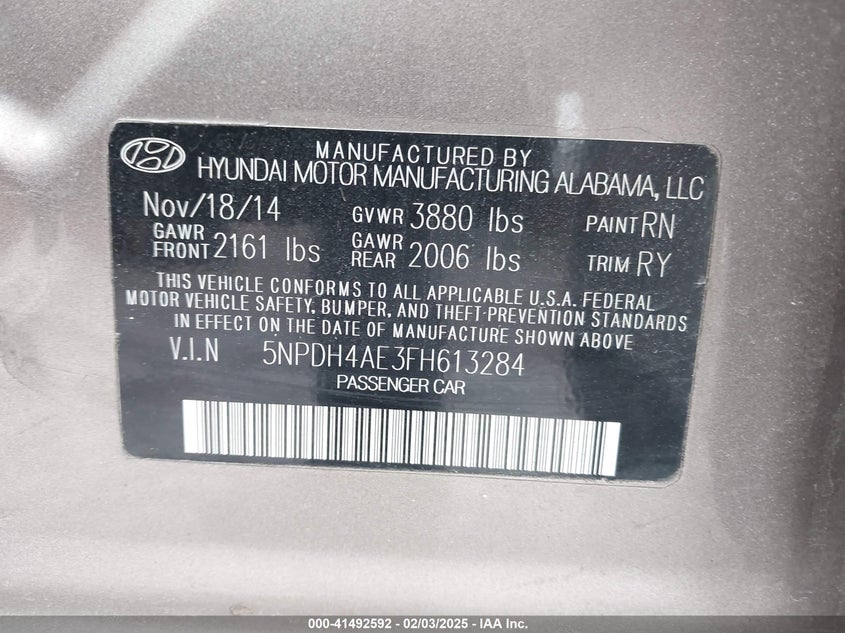 MANUFACTURED BY
HYUNDAI MOTOR MANUFACTURING ALABAMA, LLC
Nov/18/14 GVWR 3880 lbs PAINT RN
GAWR FRONT 2161 lbs GAWR REAR 2006 lbs TRIM RY
THIS VEHICLE CONFORMS TO ALL APPLICABLE U.S.A. FEDERAL
MOTOR VEHICLE SAFETY, BUMPER, AND THEFT PREVENTION STANDARDS
IN EFFECT ON THE DATE OF MANUFACTURE SHOWN ABOVE
V.I.N 5NPDH4AE3FH613284
PASSENGER CAR
000-41492592 - 02/03/2025 - IAA Inc.